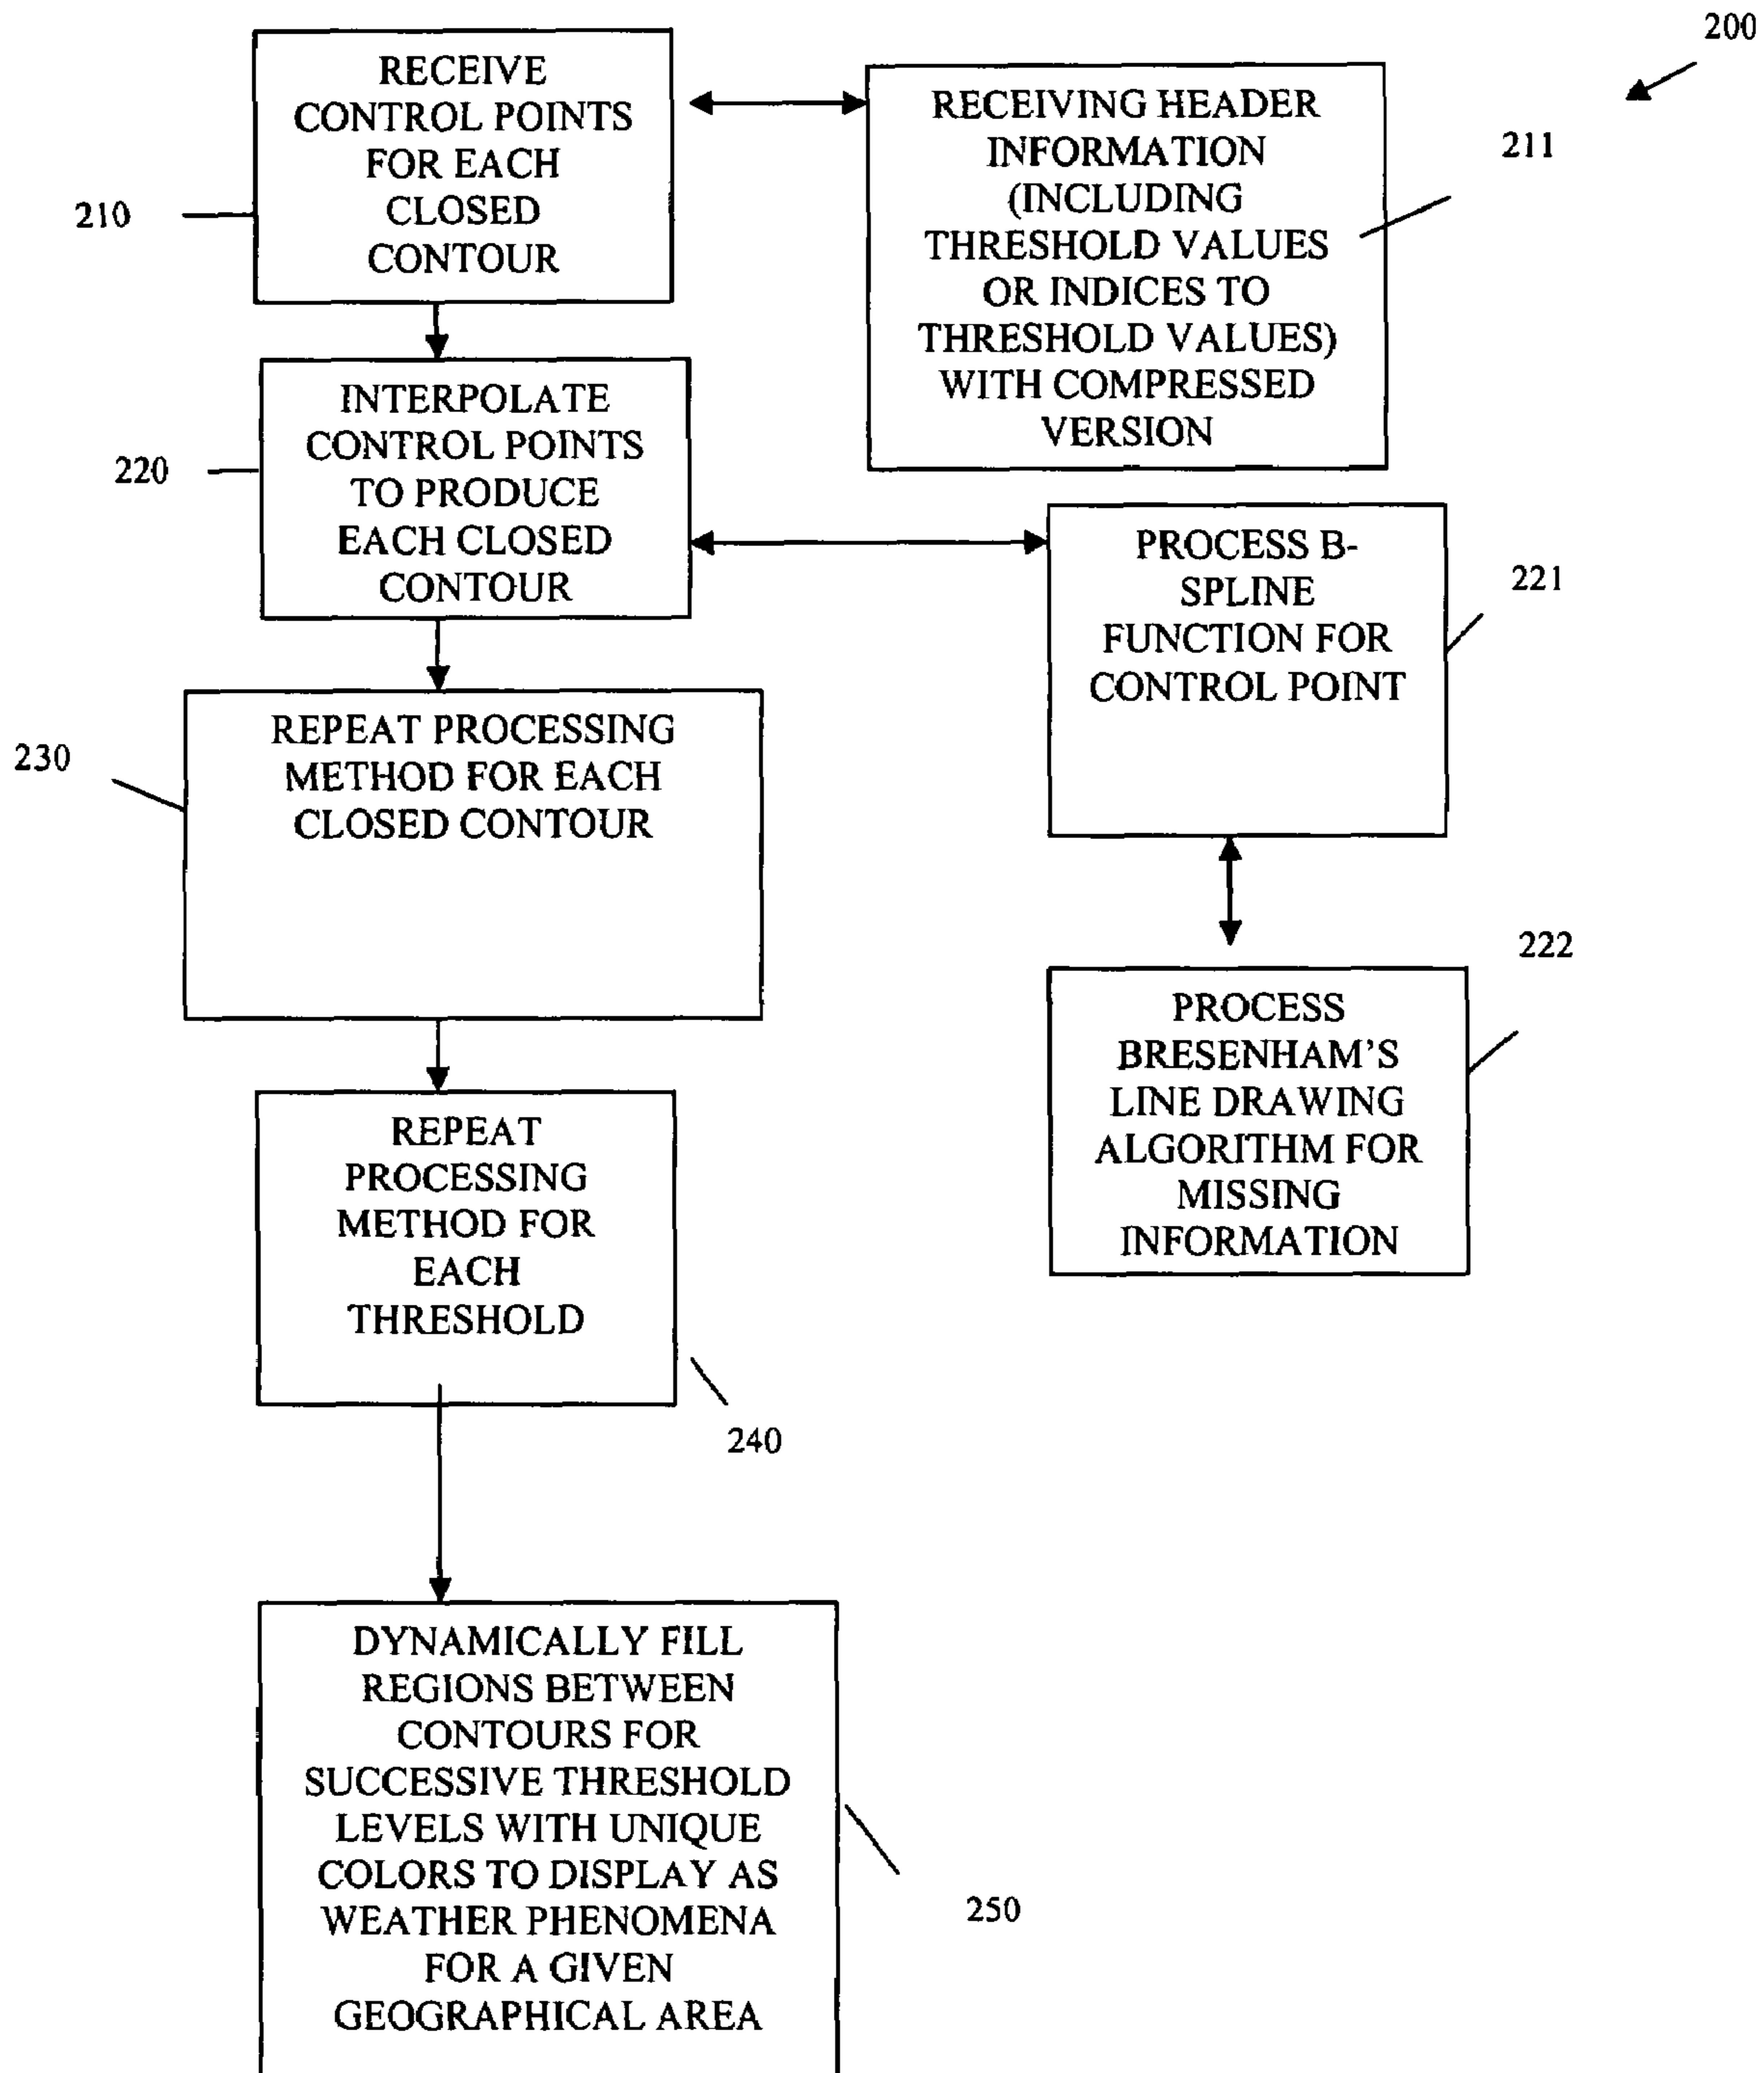 200
RECEIVE
CONTROL POINTS
FOR EACH
CLOSED
CONTOUR
210
RECEIVING HEADER
INFORMATION
(INCLUDING
THRESHOLD VALUES
OR INDICES TO
THRESHOLD VALUES)
WITH COMPRESSED
VERSION
211
INTERPOLATE
CONTROL POINTS
TO PRODUCE
EACH CLOSED
CONTOUR
220
PROCESS B-
SPLINE
FUNCTION FOR
CONTROL POINT
221
REPEAT PROCESSING
METHOD FOR EACH
CLOSED CONTOUR
230
PROCESS
BRESENHAM'S
LINE DRAWING
ALGORITHM FOR
MISSING
INFORMATION
222
REPEAT
PROCESSING
METHOD FOR
EACH
THRESHOLD
240
DYNAMICALLY FILL
REGIONS BETWEEN
CONTOURS FOR
SUCCESSIVE THRESHOLD
LEVELS WITH UNIQUE
COLORS TO DISPLAY AS
WEATHER PHENOMENA
FOR A GIVEN
GEOGRAPHICAL AREA
250